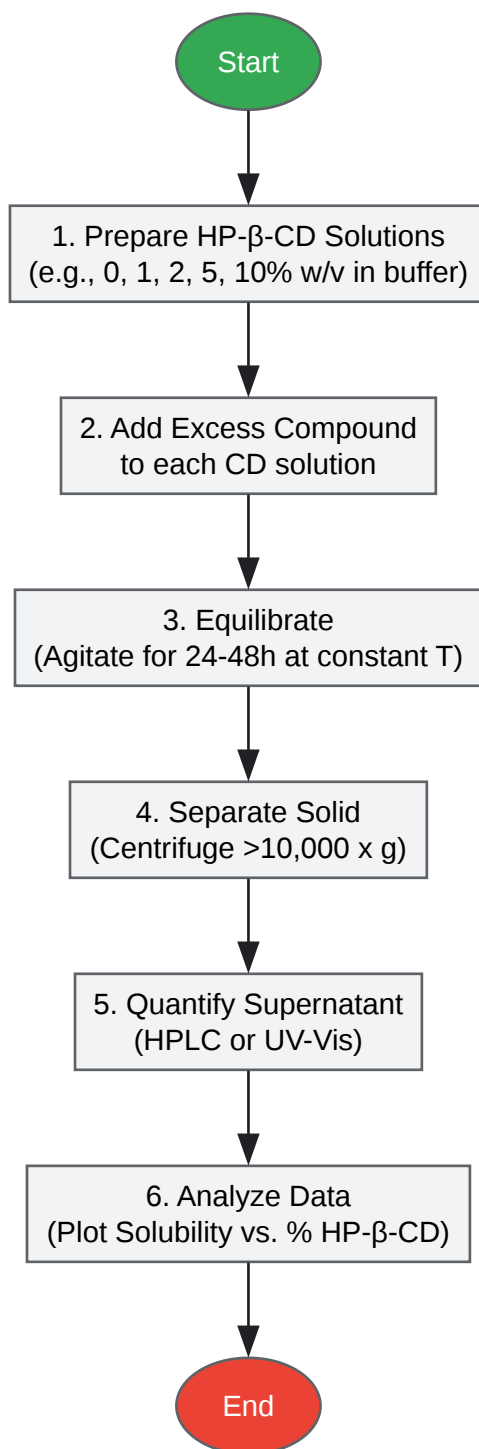 Start
1. Prepare HP-β-CD Solutions
(e.g., 0, 1, 2, 5, 10% w/v in buffer)
2. Add Excess Compound
to each CD solution
3. Equilibrate
(Agitate for 24-48h at constant T)
4. Separate Solid
(Centrifuge >10,000 x g)
5. Quantify Supernatant
(HPLC or UV-Vis)
6. Analyze Data
(Plot Solubility vs. % HP-β-CD)
End